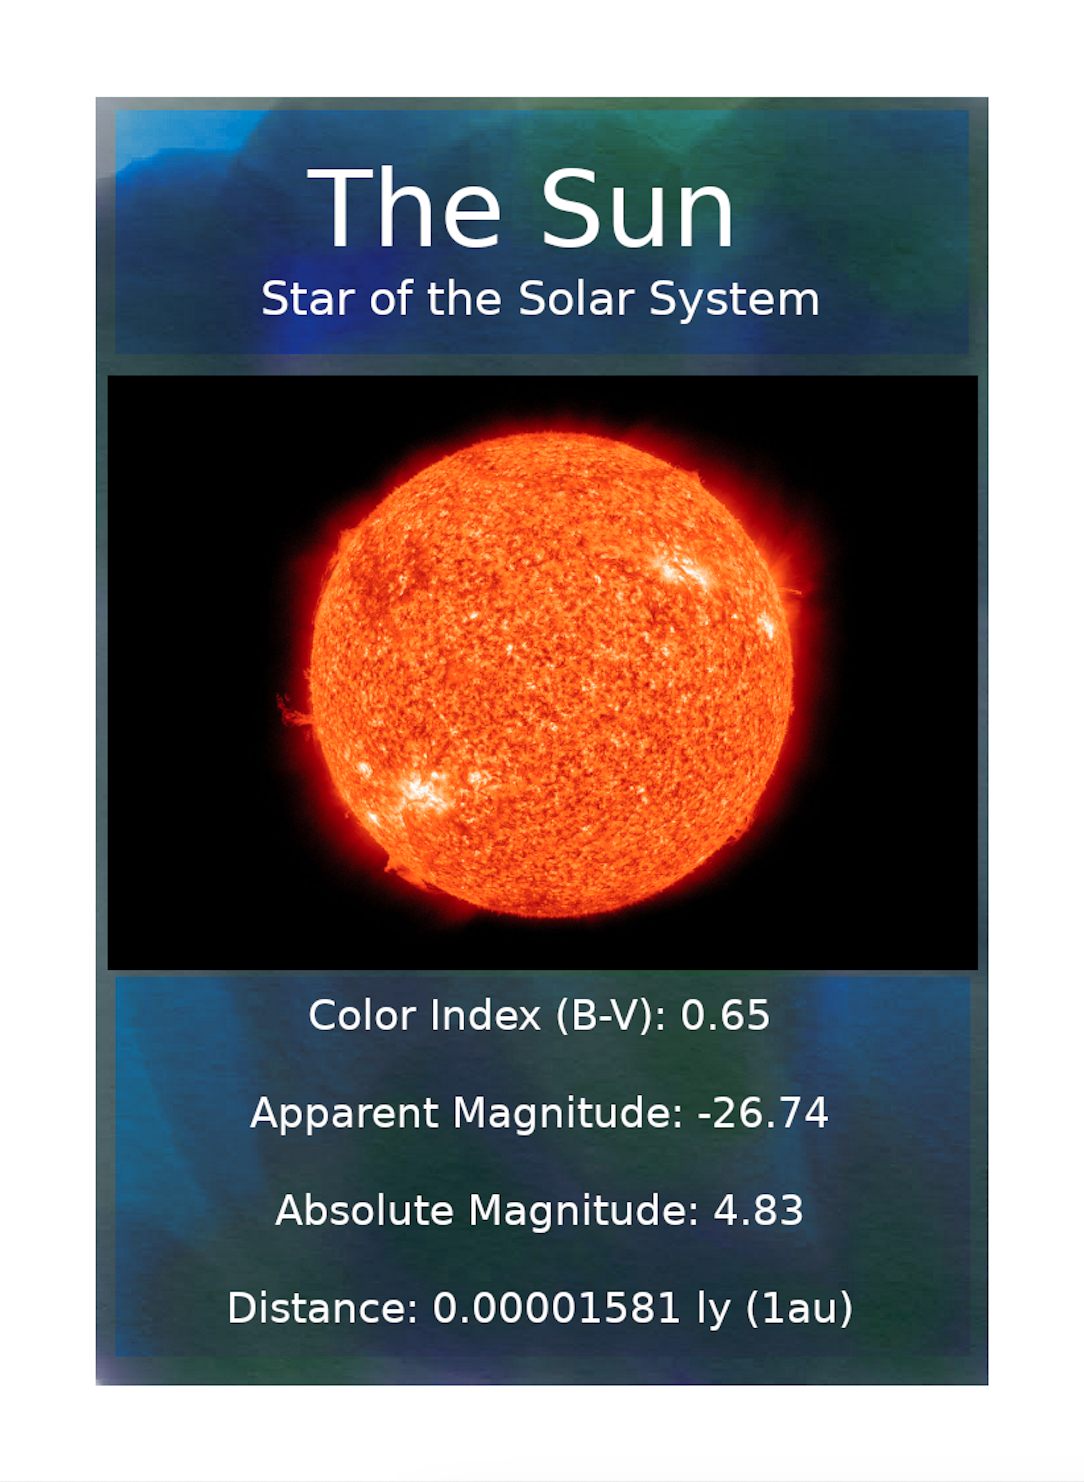 The Sun
Star of the Solar System
Color Index (B-V): 0.65
Apparent Magnitude: -26.74
Absolute Magnitude: 4.83
Distance: 0.00001581 ly (1au)